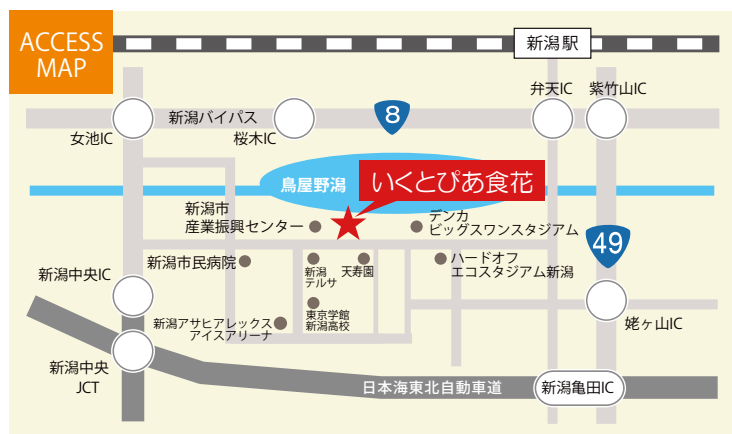 ACCESS
MAP
新潟駅
弁天IC
紫竹山IC
新潟バイパス
8
女池IC
桜木IC
鳥屋野潟
いくとぴあ食花
新潟市
産業振興センター
デンカ
ビッグスワンスタジアム
49
新潟市民病院
新潟
テルサ
天寿園
ハードオフ
エコスタジアム新潟
新潟中央IC
東京学館
新潟高校
新潟アサヒアレックス
アイスアリーナ
姥ヶ山IC
新潟中央
JCT
日本海東北自動車道
新潟亀田IC